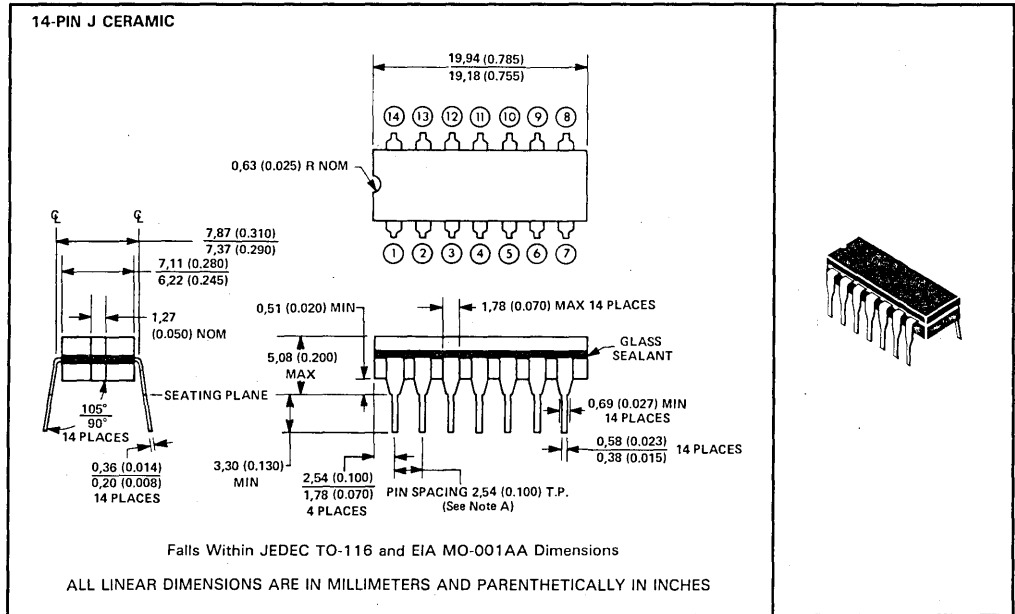 14-PIN J CERAMIC
19,94 (0.785)
19,18 (0.755)
14 13 12 11 10 9 8
0,63 (0.025) R NOM
1 2 3 4 5 6 7
℄ ℄
7,87 (0.310)
7,37 (0.290)
7,11 (0.280)
6,22 (0.245)
1,27
(0.050) NOM
0,51 (0.020) MIN
1,78 (0.070) MAX 14 PLACES
5,08 (0.200)
MAX
GLASS
SEALANT
SEATING PLANE
105°
90°
14 PLACES
0,69 (0.027) MIN
14 PLACES
0,36 (0.014)
0,20 (0.008)
14 PLACES
3,30 (0.130)
MIN
2,54 (0.100)
1,78 (0.070)
4 PLACES
PIN SPACING 2,54 (0.100) T.P.
(See Note A)
0,58 (0.023)
0,38 (0.015)
14 PLACES
Falls Within JEDEC TO-116 and EIA MO-001AA Dimensions
ALL LINEAR DIMENSIONS ARE IN MILLIMETERS AND PARENTHETICALLY IN INCHES